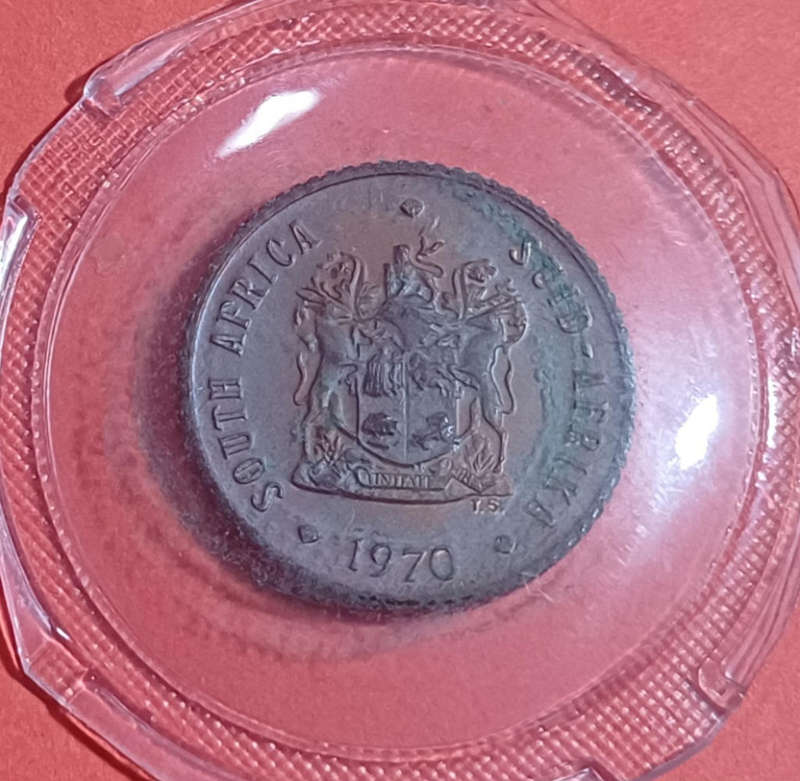 SOUTH AFRICA
SUID-AFRIKA
T.S.
1970